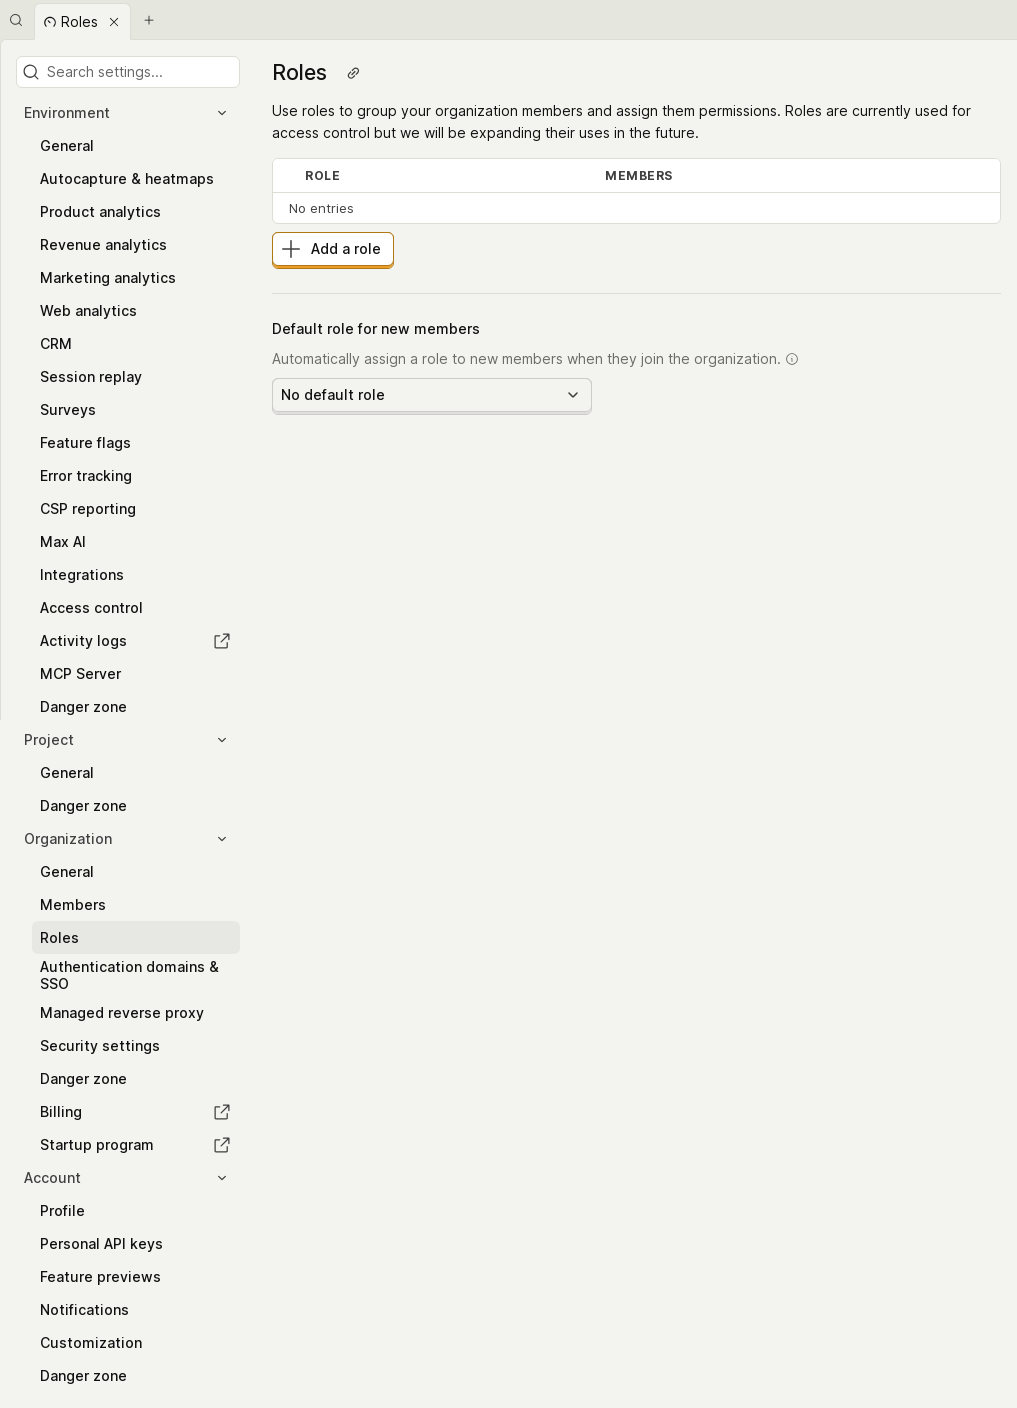 Roles
Search settings...
Environment
General
Autocapture & heatmaps
Product analytics
Revenue analytics
Marketing analytics
Web analytics
CRM
Session replay
Surveys
Feature flags
Error tracking
CSP reporting
Max AI
Integrations
Access control
Activity logs
MCP Server
Danger zone
Project
General
Danger zone
Organization
General
Members
Roles
Authentication domains &
SSO
Managed reverse proxy
Security settings
Danger zone
Billing
Startup program
Account
Profile
Personal API keys
Feature previews
Notifications
Customization
Danger zone
Roles
Use roles to group your organization members and assign them permissions. Roles are currently used for
access control but we will be expanding their uses in the future.
ROLE MEMBERS
No entries
Add a role
Default role for new members
Automatically assign a role to new members when they join the organization.
No default role